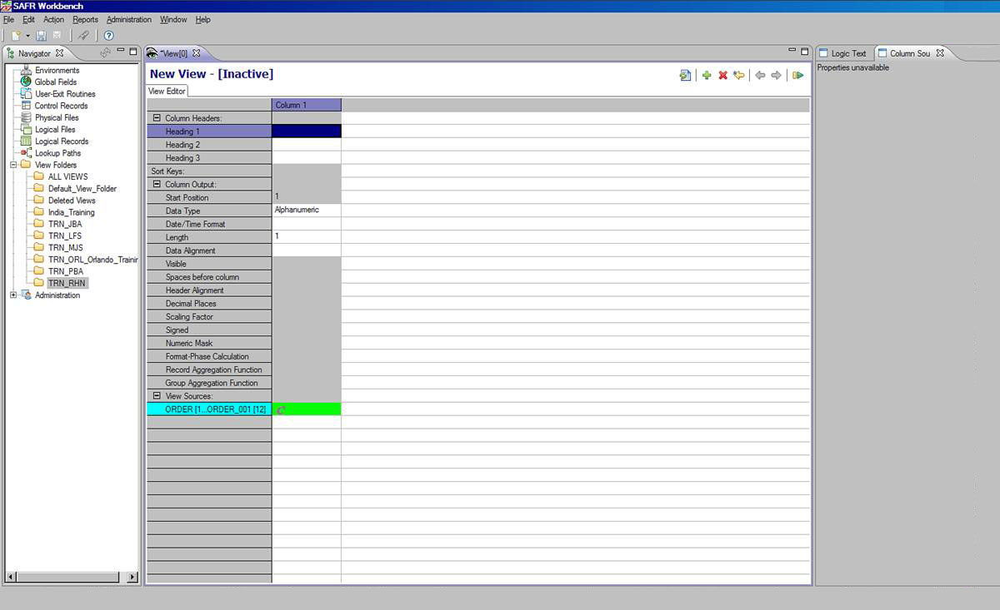 SAFR Workbench
File Edit Action Reports Administration Window Help
Navigator
Environments
Global Fields
User-Exit Routines
Control Records
Physical Files
Logical Files
Logical Records
Lookup Paths
View Folders
ALL VIEWS
Default_View_Folder
Deleted Views
India_Training
TRN_JBA
TRN_LFS
TRN_MJS
TRN_ORL_Orlando_Trainin
TRN_PBA
TRN_RHN
Administration
*View[0]
New View - [Inactive]
View Editor
Column 1
Column Headers:
Heading 1
Heading 2
Heading 3
Sort Keys:
Column Output:
Start Position 1
Data Type Alphanumeric
Date/Time Format
Length 1
Data Alignment
Visible
Spaces before column
Header Alignment
Decimal Places
Scaling Factor
Signed
Numeric Mask
Format-Phase Calculation
Record Aggregation Function
Group Aggregation Function
View Sources:
ORDER [1...ORDER_001 [12]
Logic Text Column Sou
Properties unavailable